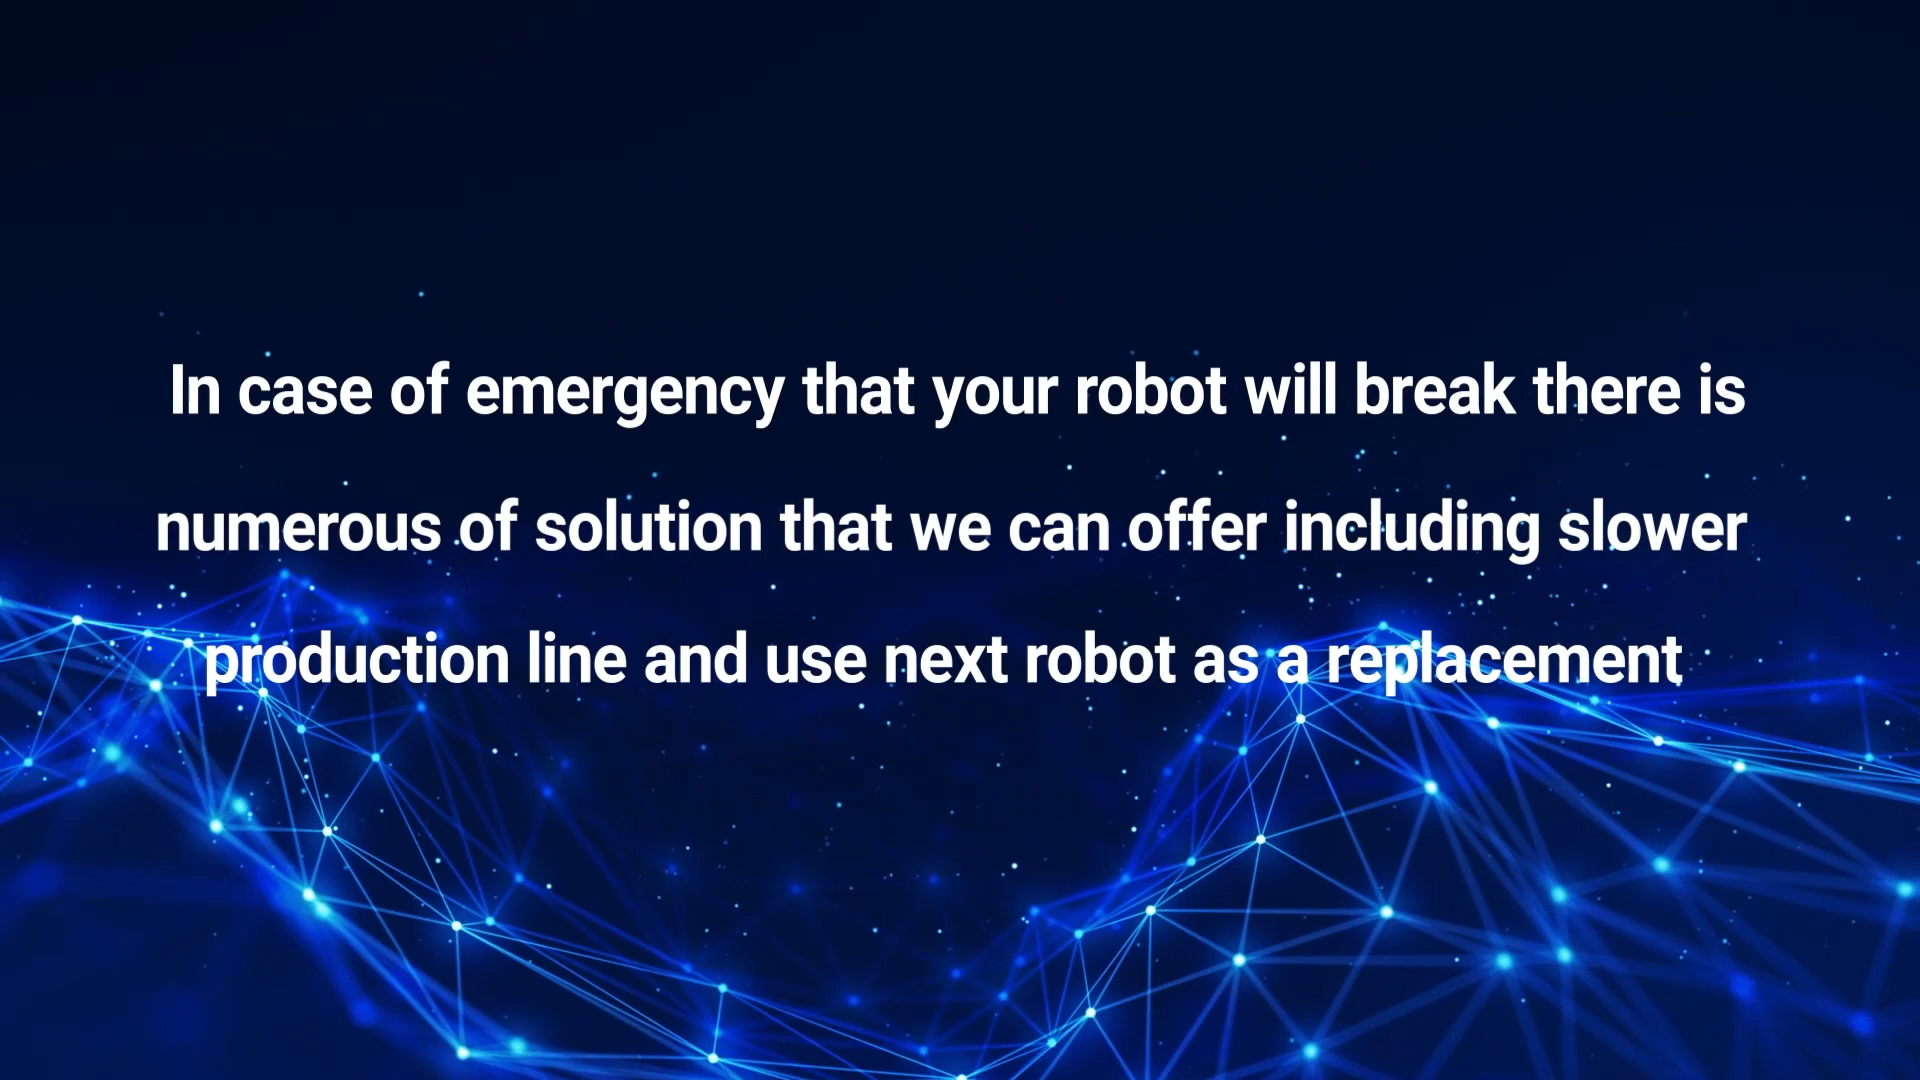 In case of emergency that your robot will break there is
numerous of solution that we can offer including slower
production line and use next robot as a replacement